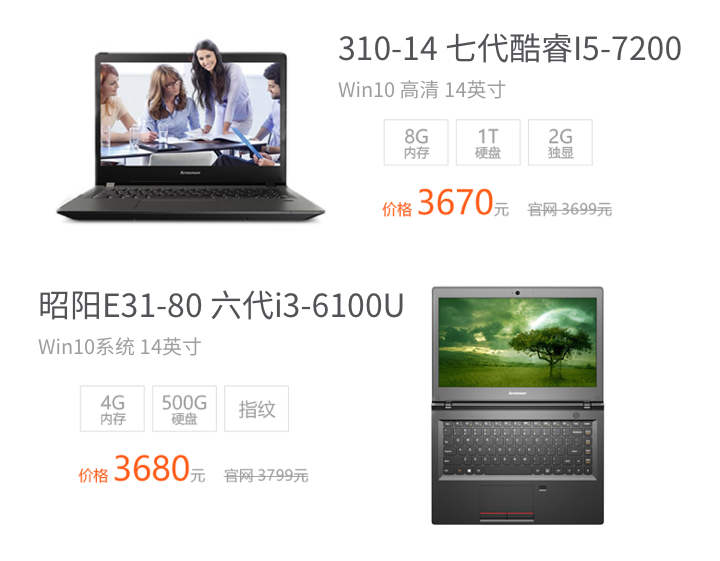 310-14 七代酷睿I5-7200
Win10 高清 14英寸
8G 1T 2G
内存 硬盘 独显
价格 3670元 官网 3699元
lenovo
昭阳E31-80 六代i3-6100U
Win10系统 14英寸
4G 500G 指纹
内存 硬盘
价格 3680元 官网 3799元
lenovo